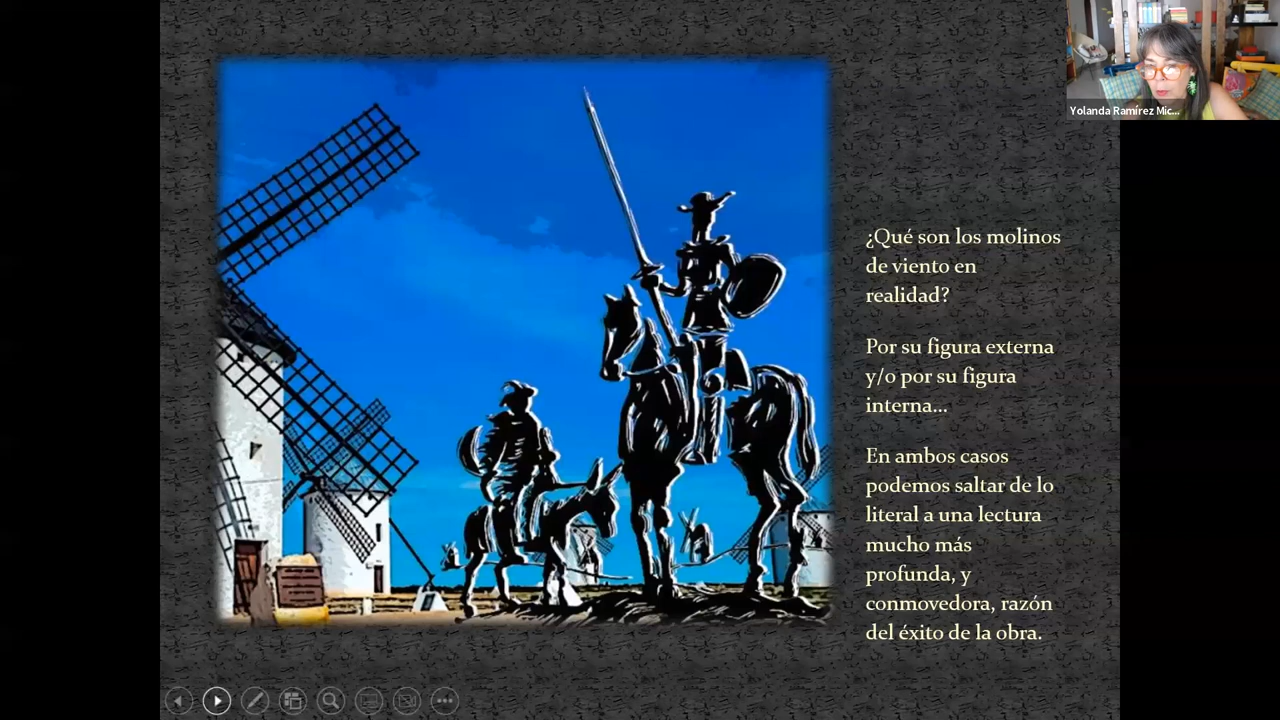 Yolanda Ramírez Mic...
¿Qué son los molinos
de viento en
realidad?
Por su figura externa
y/o por su figura
interna...
En ambos casos
podemos saltar de lo
literal a una lectura
mucho más
profunda, y
conmovedora, razón
del éxito de la obra.